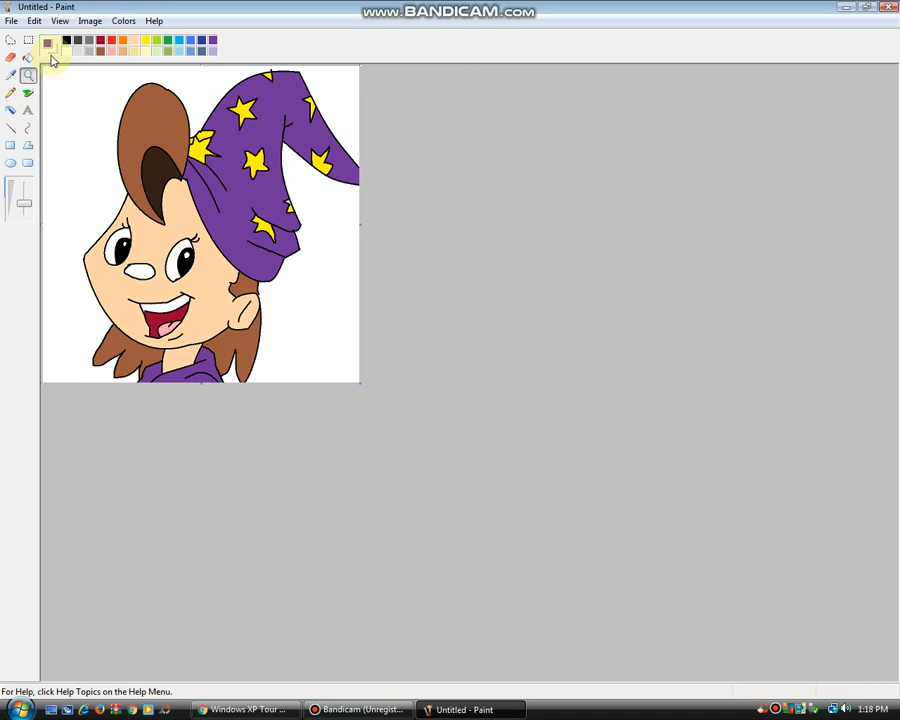 Untitled - Paint
WWW.BANDICAM.COM
File Edit View Image Colors Help
A
For Help, click Help Topics on the Help Menu.
Windows XP Tour ...
Bandicam (Unregist...
Untitled - Paint
1:18 PM